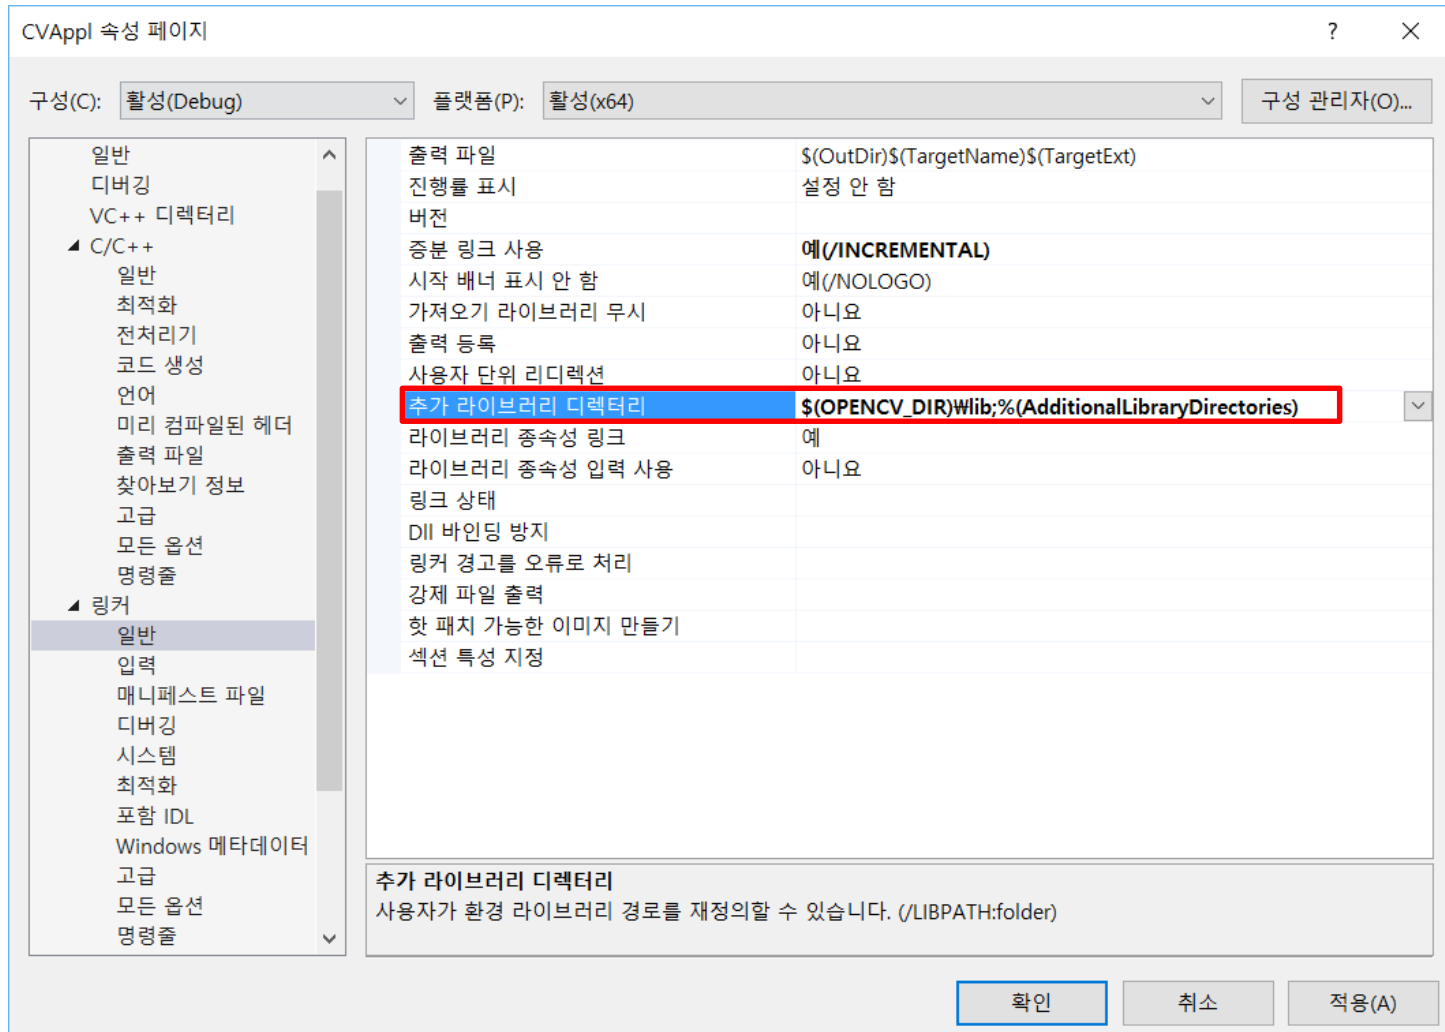 CVAppl 속성 페이지
?
구성(C): 활성(Debug) 플랫폼(P): 활성(x64) 구성 관리자(O)...
일반
디버깅
VC++ 디렉터리
C/C++
일반
최적화
전처리기
코드 생성
언어
미리 컴파일된 헤더
출력 파일
찾아보기 정보
고급
모든 옵션
명령줄
링커
일반
입력
매니페스트 파일
디버깅
시스템
최적화
포함 IDL
Windows 메타데이터
고급
모든 옵션
명령줄
출력 파일 $(OutDir)$(TargetName)$(TargetExt)
진행률 표시 설정 안 함
버전
증분 링크 사용 예(/INCREMENTAL)
시작 배너 표시 안 함 예(/NOLOGO)
가져오기 라이브러리 무시 아니요
출력 등록 아니요
사용자 단위 리디렉션 아니요
추가 라이브러리 디렉터리 $(OPENCV_DIR)₩lib;%(AdditionalLibraryDirectories)
라이브러리 종속성 링크 예
라이브러리 종속성 입력 사용 아니요
링크 상태
Dll 바인딩 방지
링커 경고를 오류로 처리
강제 파일 출력
핫 패치 가능한 이미지 만들기
섹션 특성 지정
추가 라이브러리 디렉터리
사용자가 환경 라이브러리 경로를 재정의할 수 있습니다. (/LIBPATH:folder)
확인 취소 적용(A)